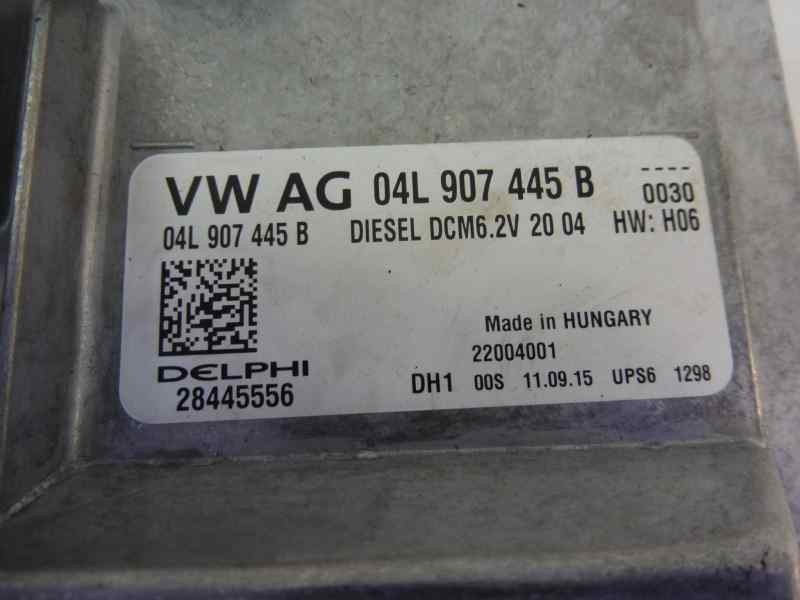 VW AG 04L 907 445 B ----
0030
04L 907 445 B DIESEL DCM6.2V 20 04 HW: H06
Made in HUNGARY
22004001
DELPHI
28445556
DH1 00S 11.09.15 UPS6 1298